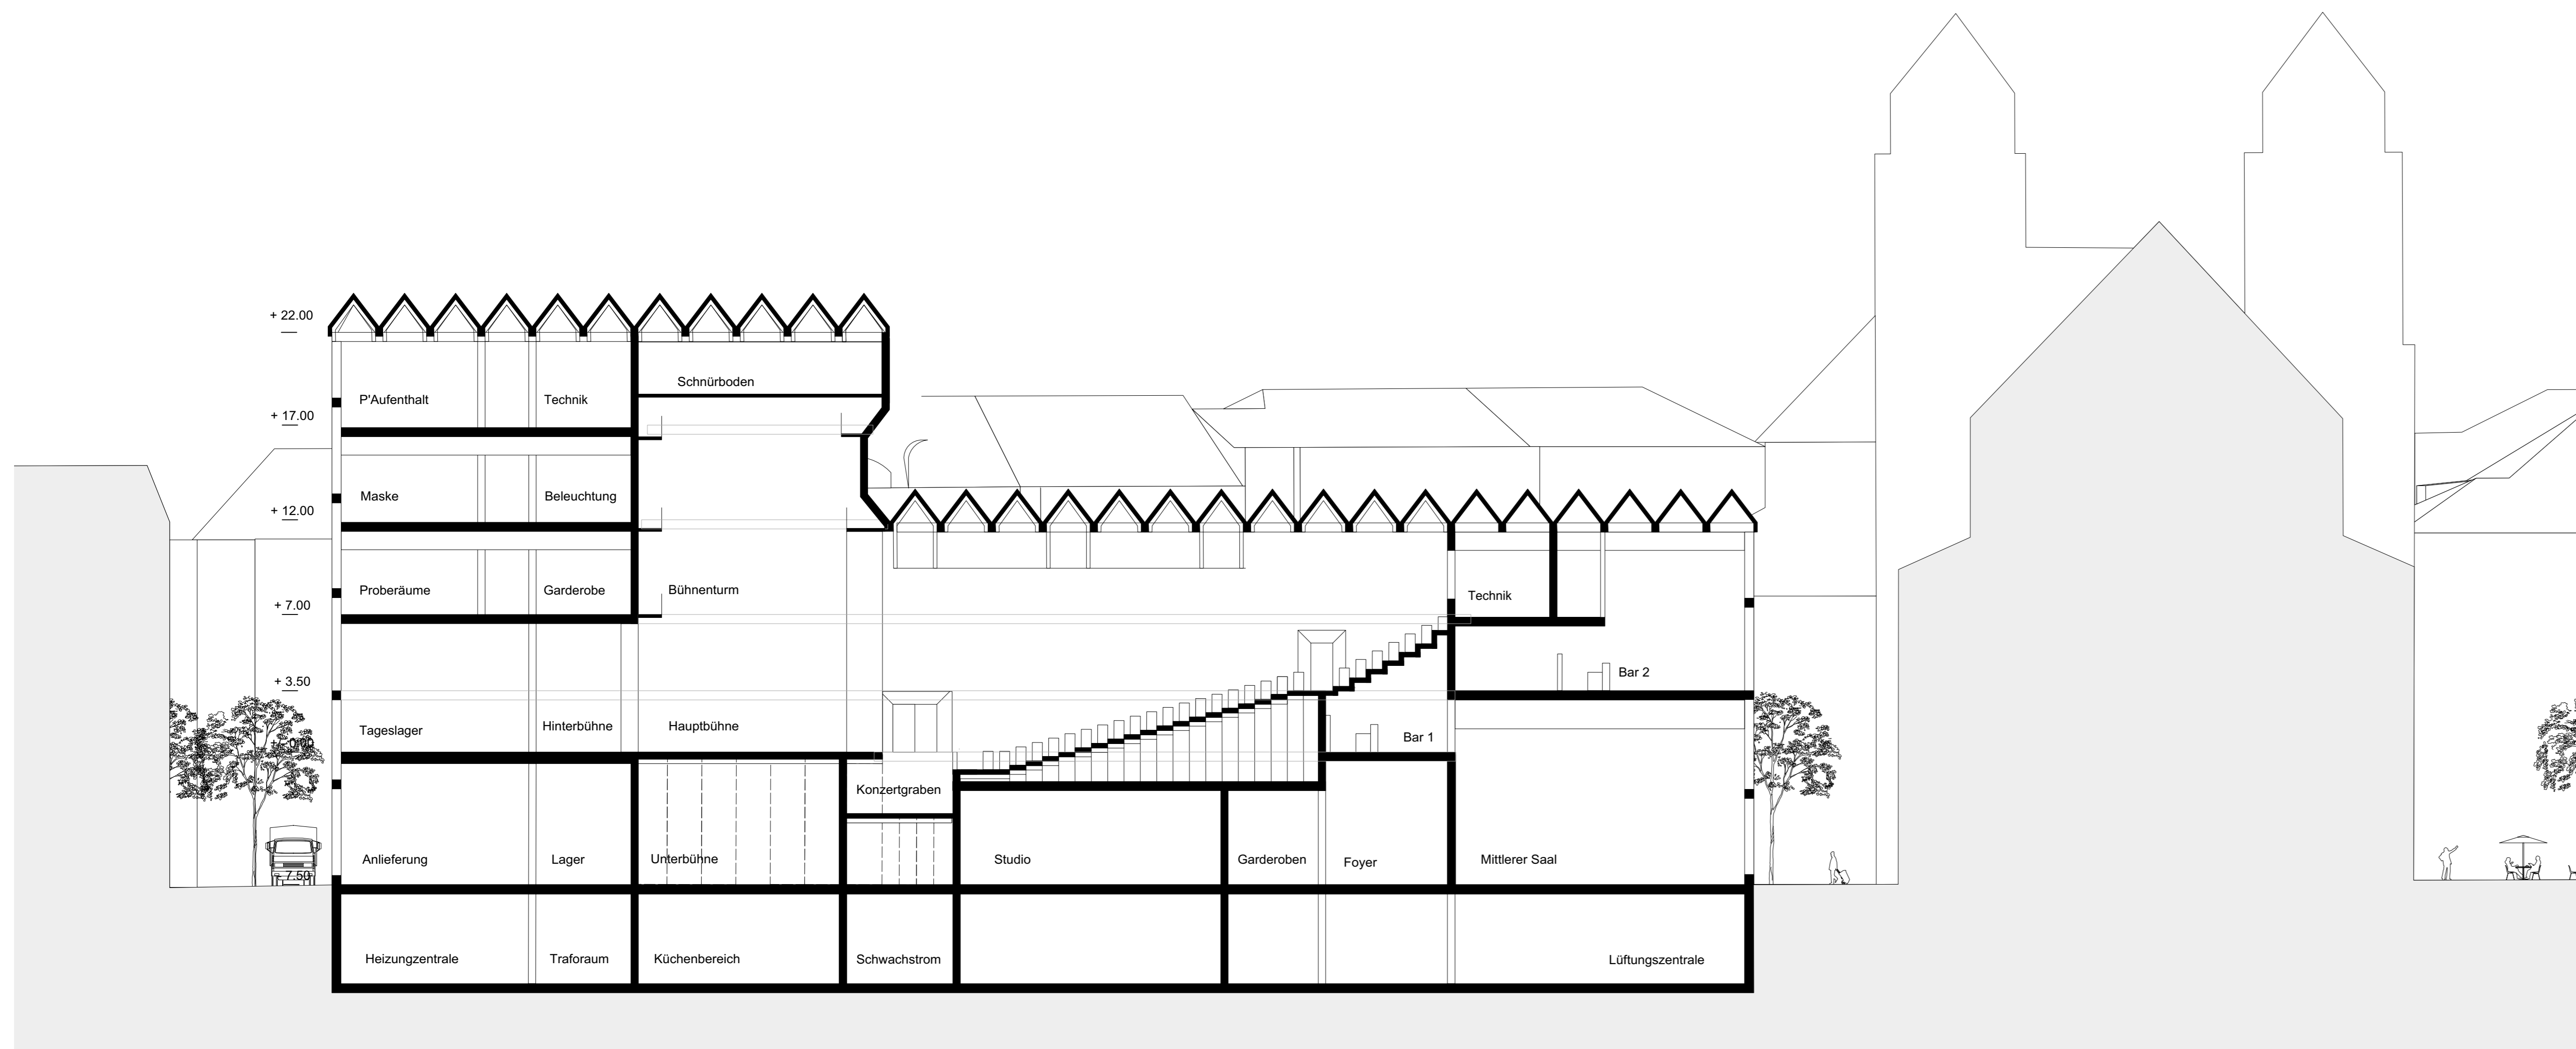 + 22.00
Schnürboden
P'Aufenthalt
Technik
+ 17.00
Maske
Beleuchtung
+ 12.00
Proberäume
Garderobe
Bühnenturm
Technik
+ 7.00
Bar 2
+ 3.50
Tageslager
Hinterbühne
Hauptbühne
Bar 1
Konzertgraben
Anlieferung
Lager
Unterbühne
Studio
Garderoben
Foyer
Mittlerer Saal
- 7.50
Heizungzentrale
Traforaum
Küchenbereich
Schwachstrom
Lüftungszentrale